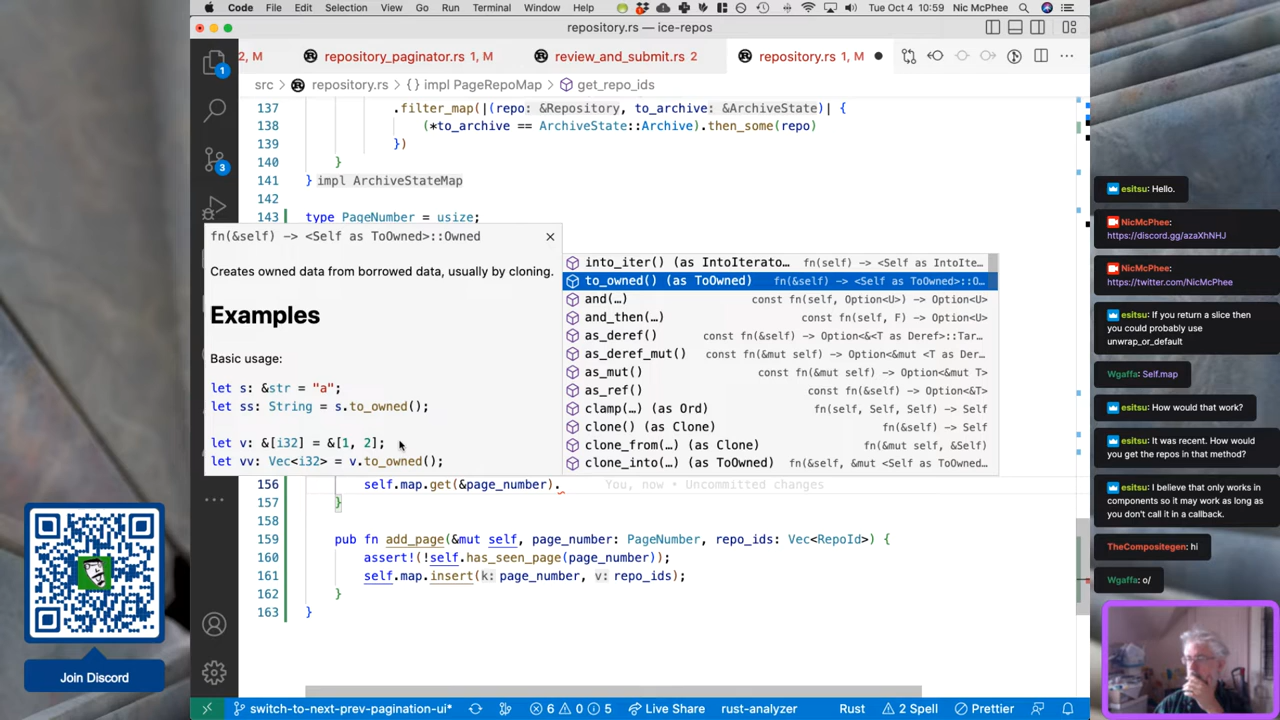 Code File Edit Selection View Go Run Terminal Window Help Tue Oct 4 10:59 Nic McPhee
repository.rs — ice-repos
2, M repository_paginator.rs 1, M review_and_submit.rs 2 repository.rs 1, M
src > repository.rs > {} impl PageRepoMap > get_repo_ids
137 .filter_map(|(repo: &Repository, to_archive: &ArchiveState)| {
138 (*to_archive == ArchiveState::Archive).then_some(repo)
139 })
140 }
141 } impl ArchiveStateMap
142
143 type PageNumber = usize;
fn(&self) -> <Self as ToOwned>::Owned
Creates owned data from borrowed data, usually by cloning.
Examples
Basic usage:
let s: &str = "a";
let ss: String = s.to_owned();
let v: &[i32] = &[1, 2];
let vv: Vec<i32> = v.to_owned();
into_iter() (as IntoIterato… fn(self) -> <Self as IntoIte…
to_owned() (as ToOwned) fn(&self) -> <Self as ToOwned>::O…
and(…) const fn(self, Option<U>) -> Option<U>
and_then(…) const fn(self, F) -> Option<U>
as_deref() const fn(&self) -> Option<&<T as Deref>::Tar…
as_deref_mut() const fn(&mut self) -> Option<&mut <T as Der…
as_mut() const fn(&mut self) -> Option<&mut T>
as_ref() const fn(&self) -> Option<&T>
clamp(…) (as Ord) fn(self, Self, Self) -> Self
clone() (as Clone) fn(&self) -> Self
clone_from(…) (as Clone) fn(&mut self, &Self)
clone_into(…) (as ToOwned) fn(&self, &mut <Self as ToOwned…
156 self.map.get(&page_number). You, now • Uncommitted changes
157 }
158
159 pub fn add_page(&mut self, page_number: PageNumber, repo_ids: Vec<RepoId>) {
160 assert!(!self.has_seen_page(page_number));
161 self.map.insert(k: page_number, v: repo_ids);
162 }
163 }
1
3
switch-to-next-prev-pagination-ui* 6 0 5 Live Share rust-analyzer Rust 2 Spell Prettier
Join Discord
esitsu: Hello.
NicMcPhee:
https://discord.gg/azaXhNHJ
NicMcPhee:
https://twitter.com/NicMcPhee
esitsu: If you return a slice then
you could probably use
unwrap_or_default
Wgaffa: Self.map
esitsu: How would that work?
esitsu: It was recent. How would
you get the repos in that method?
esitsu: I believe that only works in
components so it may work as long as
you don't call it in a callback.
TheCompositegen: hi
Wgaffa: o/